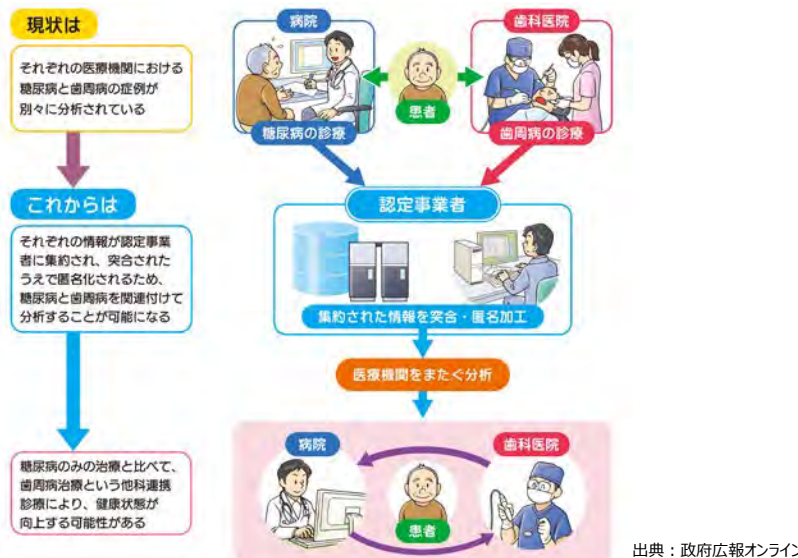 現状は
それぞれの医療機関における
糖尿病と歯周病の症例が
別々に分析されている
病院
歯科医院
患者
糖尿病の診療
歯周病の診療
これからは
それぞれの情報が認定事業
者に集約され、突合された
うえで匿名化されるため、
糖尿病と歯周病を関連付けて
分析することが可能になる
認定事業者
集約された情報を突合・匿名加工
医療機関をまたぐ分析
糖尿病のみの治療と比べて、
歯周病治療という他科連携
診療により、健康状態が
向上する可能性がある
病院
歯科医院
患者
出典：政府広報オンライン